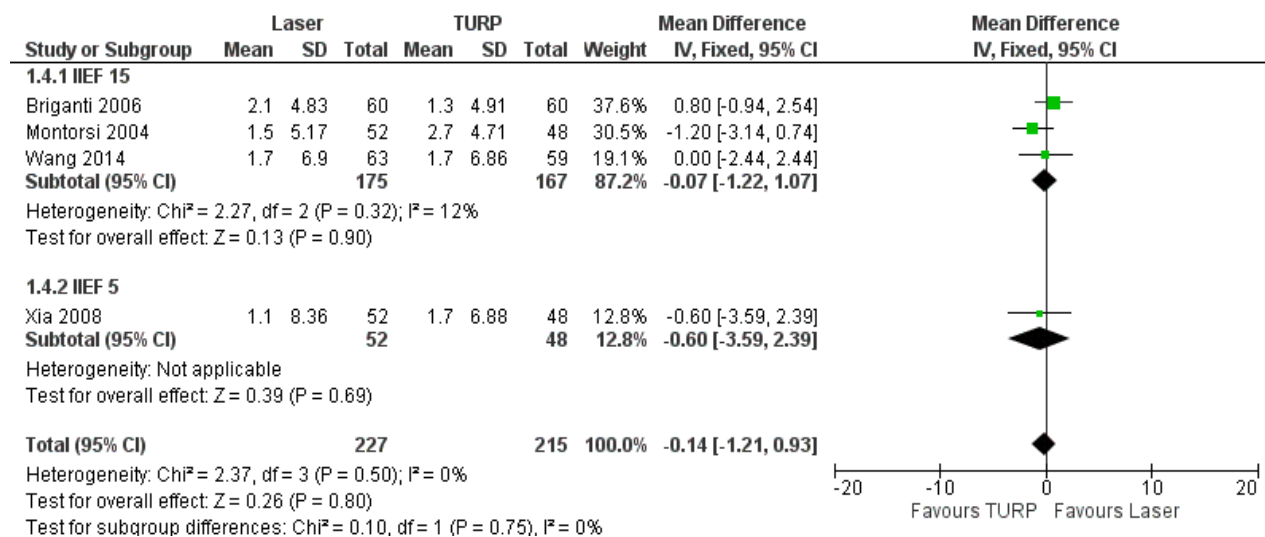 Laser TURP Mean Difference Mean Difference
Study or Subgroup Mean SD Total Mean SD Total Weight IV, Fixed, 95% CI IV, Fixed, 95% CI
1.4.1 IIEF 15
Briganti 2006 2.1 4.83 60 1.3 4.91 60 37.6% 0.80 [-0.94, 2.54]
Montorsi 2004 1.5 5.17 52 2.7 4.71 48 30.5% -1.20 [-3.14, 0.74]
Wang 2014 1.7 6.9 63 1.7 6.86 59 19.1% 0.00 [-2.44, 2.44]
Subtotal (95% CI) 175 167 87.2% -0.07 [-1.22, 1.07]
Heterogeneity: Chi² = 2.27, df = 2 (P = 0.32); I² = 12%
Test for overall effect: Z = 0.13 (P = 0.90)
1.4.2 IIEF 5
Xia 2008 1.1 8.36 52 1.7 6.88 48 12.8% -0.60 [-3.59, 2.39]
Subtotal (95% CI) 52 48 12.8% -0.60 [-3.59, 2.39]
Heterogeneity: Not applicable
Test for overall effect: Z = 0.39 (P = 0.69)
Total (95% CI) 227 215 100.0% -0.14 [-1.21, 0.93]
Heterogeneity: Chi² = 2.37, df = 3 (P = 0.50); I² = 0%
Test for overall effect: Z = 0.26 (P = 0.80)
Test for subgroup differences: Chi² = 0.10, df = 1 (P = 0.75), I² = 0%
-20 -10 0 10 20
Favours TURP Favours Laser